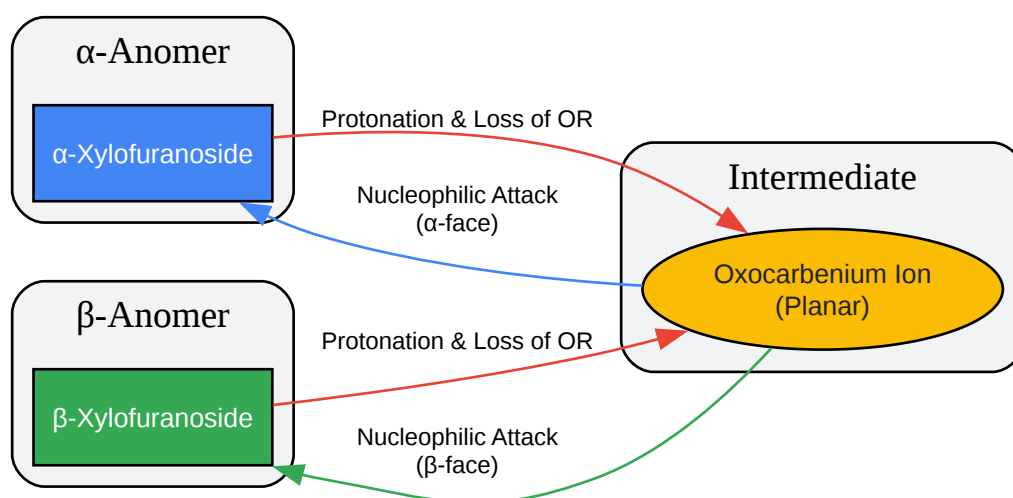 α-Anomer
α-Xylofuranoside
Protonation & Loss of OR
Nucleophilic Attack
(α-face)
Intermediate
Oxocarbenium Ion
(Planar)
β-Anomer
β-Xylofuranoside
Protonation & Loss of OR
Nucleophilic Attack
(β-face)